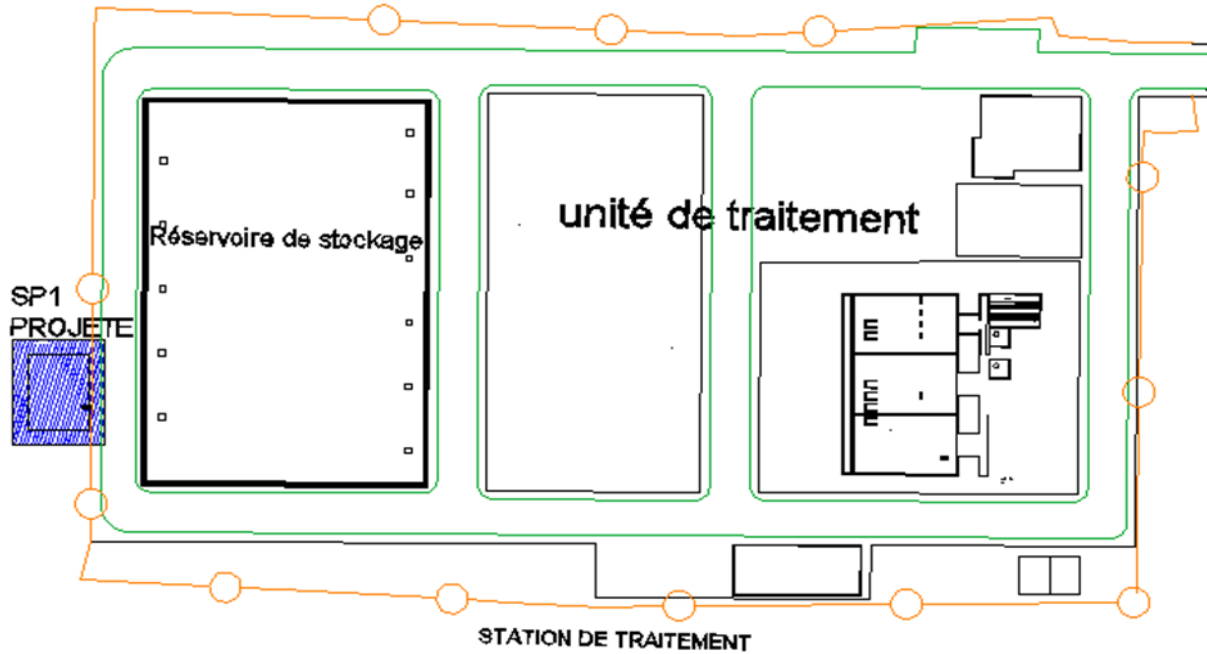 unité de traitement
Réservoire de stockage
SP1
PROJETE
STATION DE TRAITEMENT